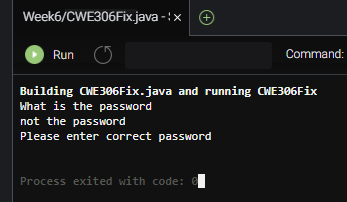 Week6/CWE306Fix.java - S
Run
Command:
Building CWE306Fix.java and running CWE306Fix
What is the password
not the password
Please enter correct password
Process exited with code: 0